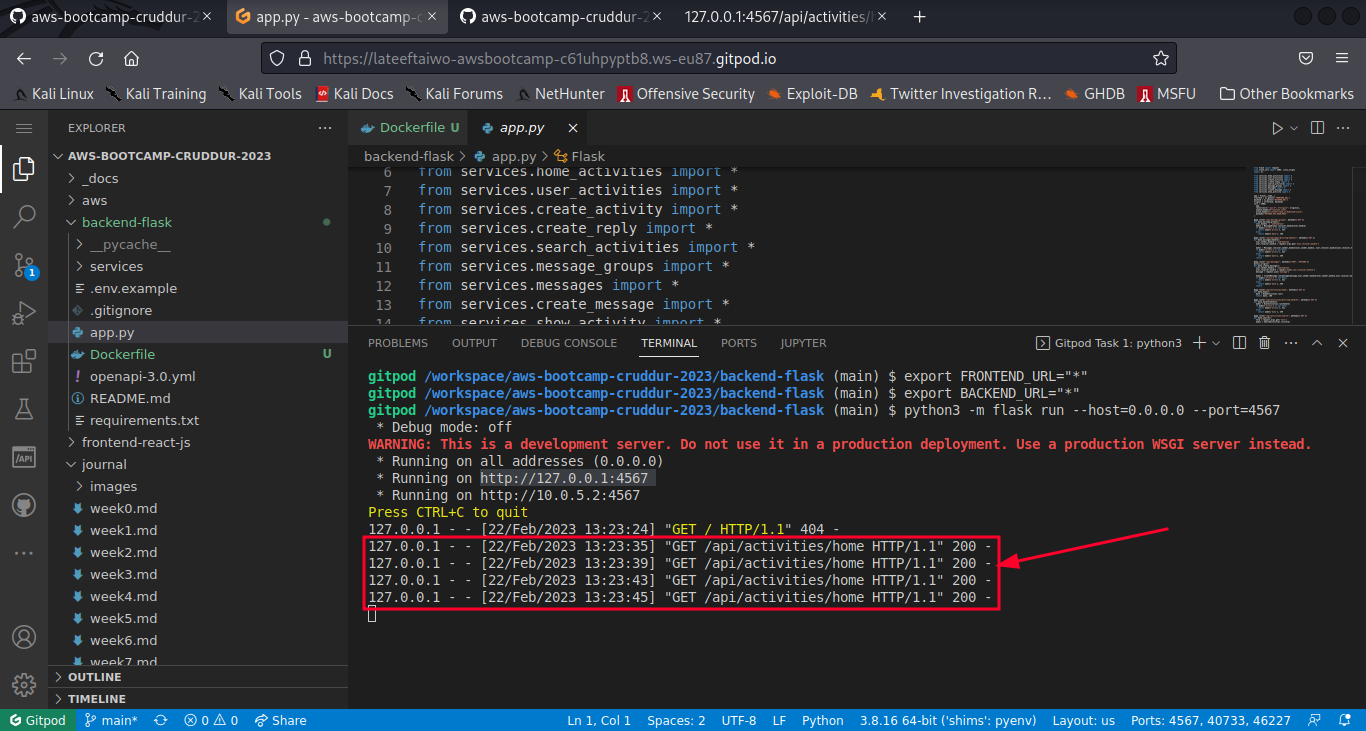 aws-bootcamp-cruddur-2
app.py - aws-bootcamp-c
aws-bootcamp-cruddur-2
127.0.0.1:4567/api/activities/
https://lateeftaiwo-awsbootcamp-c61uhpyptb8.ws-eu87.gitpod.io
Kali Linux Kali Training Kali Tools Kali Docs Kali Forums NetHunter Offensive Security Exploit-DB Twitter Investigation R... GHDB MSFU Other Bookmarks
EXPLORER
AWS-BOOTCAMP-CRUDDUR-2023
_docs
aws
backend-flask
__pycache__
services
.env.example
.gitignore
app.py
Dockerfile U
openapi-3.0.yml
README.md
requirements.txt
frontend-react-js
journal
images
week0.md
week1.md
week2.md
week3.md
week4.md
week5.md
week6.md
week7.md
OUTLINE
TIMELINE
1
/API
Dockerfile U app.py
backend-flask > app.py > Flask
6 from services.home_activities import *
7 from services.user_activities import *
8 from services.create_activity import *
9 from services.create_reply import *
10 from services.search_activities import *
11 from services.message_groups import *
12 from services.messages import *
13 from services.create_message import *
14 from services.show_activity import *
PROBLEMS OUTPUT DEBUG CONSOLE TERMINAL PORTS JUPYTER Gitpod Task 1: python3
gitpod /workspace/aws-bootcamp-cruddur-2023/backend-flask (main) $ export FRONTEND_URL="*"
gitpod /workspace/aws-bootcamp-cruddur-2023/backend-flask (main) $ export BACKEND_URL="*"
gitpod /workspace/aws-bootcamp-cruddur-2023/backend-flask (main) $ python3 -m flask run --host=0.0.0.0 --port=4567
* Debug mode: off
WARNING: This is a development server. Do not use it in a production deployment. Use a production WSGI server instead.
* Running on all addresses (0.0.0.0)
* Running on http://127.0.0.1:4567
* Running on http://10.0.5.2:4567
Press CTRL+C to quit
127.0.0.1 - - [22/Feb/2023 13:23:24] "GET / HTTP/1.1" 404 -
127.0.0.1 - - [22/Feb/2023 13:23:35] "GET /api/activities/home HTTP/1.1" 200 -
127.0.0.1 - - [22/Feb/2023 13:23:39] "GET /api/activities/home HTTP/1.1" 200 -
127.0.0.1 - - [22/Feb/2023 13:23:43] "GET /api/activities/home HTTP/1.1" 200 -
127.0.0.1 - - [22/Feb/2023 13:23:45] "GET /api/activities/home HTTP/1.1" 200 -
Gitpod main* 0 0 Share Ln 1, Col 1 Spaces: 2 UTF-8 LF Python 3.8.16 64-bit ('shims': pyenv) Layout: us Ports: 4567, 40733, 46227